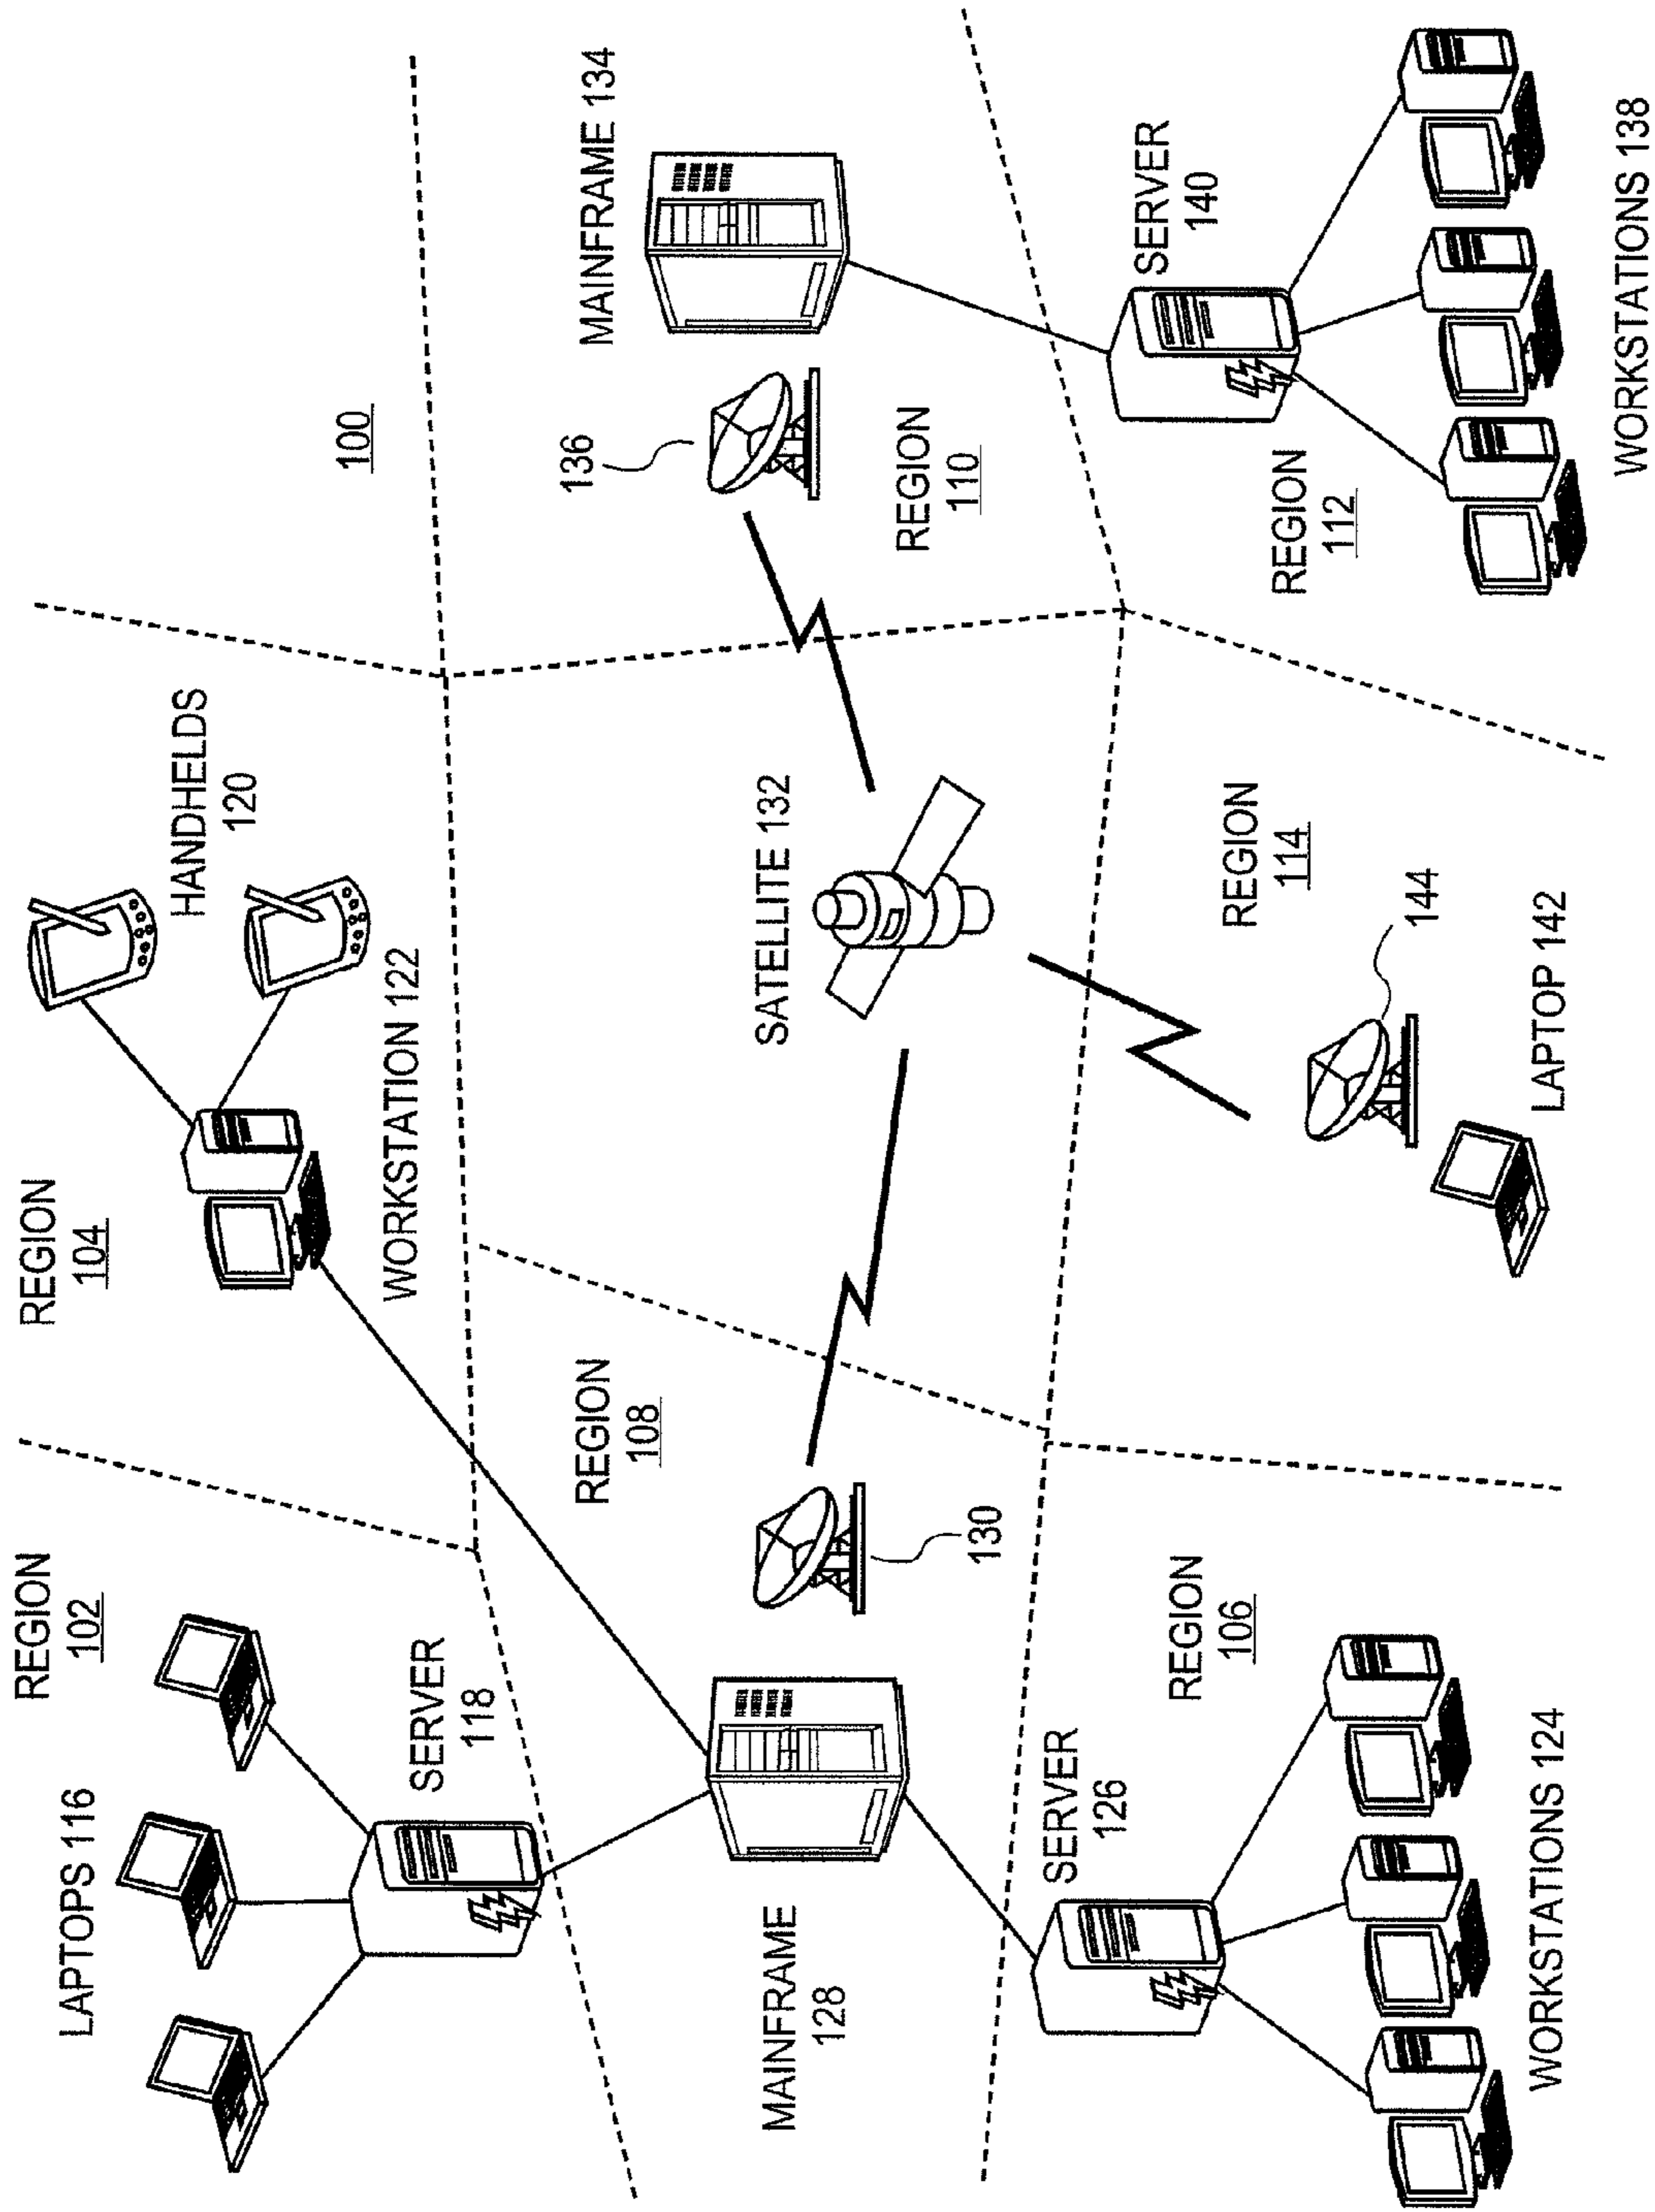 REGION
102
REGION
104
100
LAPTOPS 116
HANDHELDS
120
SERVER
118
WORKSTATION 122
REGION
108
136
MAINFRAME 134
MAINFRAME
128
130
SATELLITE 132
REGION
110
SERVER
126
REGION
106
REGION
114
144
SERVER
140
REGION
112
WORKSTATIONS 124
LAPTOP 142
WORKSTATIONS 138